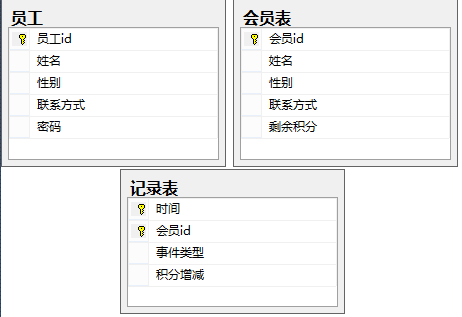 员工
员工id
姓名
性别
联系方式
密码
会员表
会员id
姓名
性别
联系方式
剩余积分
记录表
时间
会员id
事件类型
积分增减